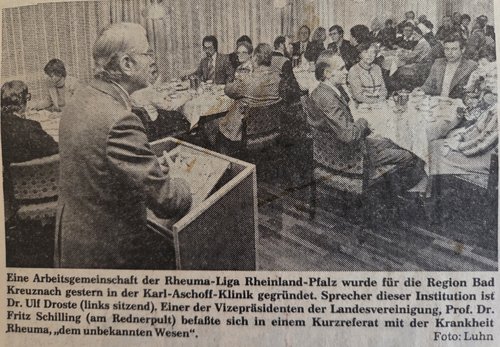 Eine Arbeitsgemeinschaft der Rheuma-Liga Rheinland-Pfalz wurde für die Region Bad
Kreuznach gestern in der Karl-Aschoff-Klinik gegründet. Sprecher dieser Institution ist
Dr. Ulf Droste (links sitzend). Einer der Vizepräsidenten der Landesvereinigung, Prof. Dr.
Fritz Schilling (am Rednerpult) befaßte sich in einem Kurzreferat mit der Krankheit
Rheuma, „dem unbekannten Wesen“. Foto: Luhn